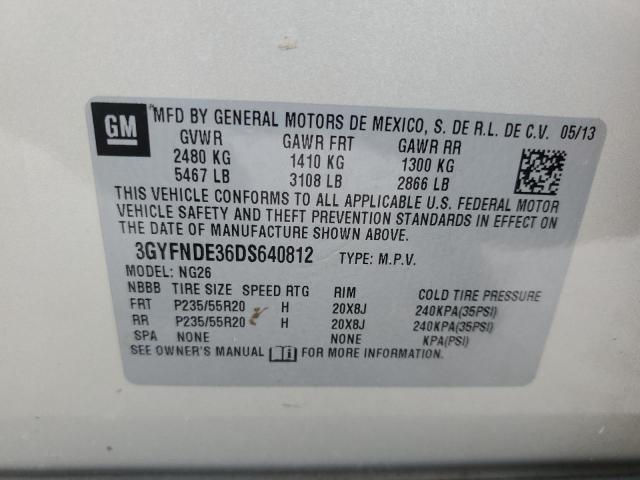 GM
MFD BY GENERAL MOTORS DE MEXICO, S. DE R.L. DE C.V. 05/13
GVWR GAWR FRT GAWR RR
2480 KG 1410 KG 1300 KG
5467 LB 3108 LB 2866 LB
THIS VEHICLE CONFORMS TO ALL APPLICABLE U.S. FEDERAL MOTOR
VEHICLE SAFETY AND THEFT PREVENTION STANDARDS IN EFFECT ON
THE DATE OF MANUFACTURE SHOWN ABOVE.
3GYFNDE36DS640812 TYPE: M.P.V.
MODEL: NG26
NBBB TIRE SIZE SPEED RTG RIM COLD TIRE PRESSURE
FRT P235/55R20 H 20X8J 240KPA(35PSI)
RR P235/55R20 H 20X8J 240KPA(35PSI)
SPA NONE NONE KPA(PSI)
SEE OWNER'S MANUAL FOR MORE INFORMATION.